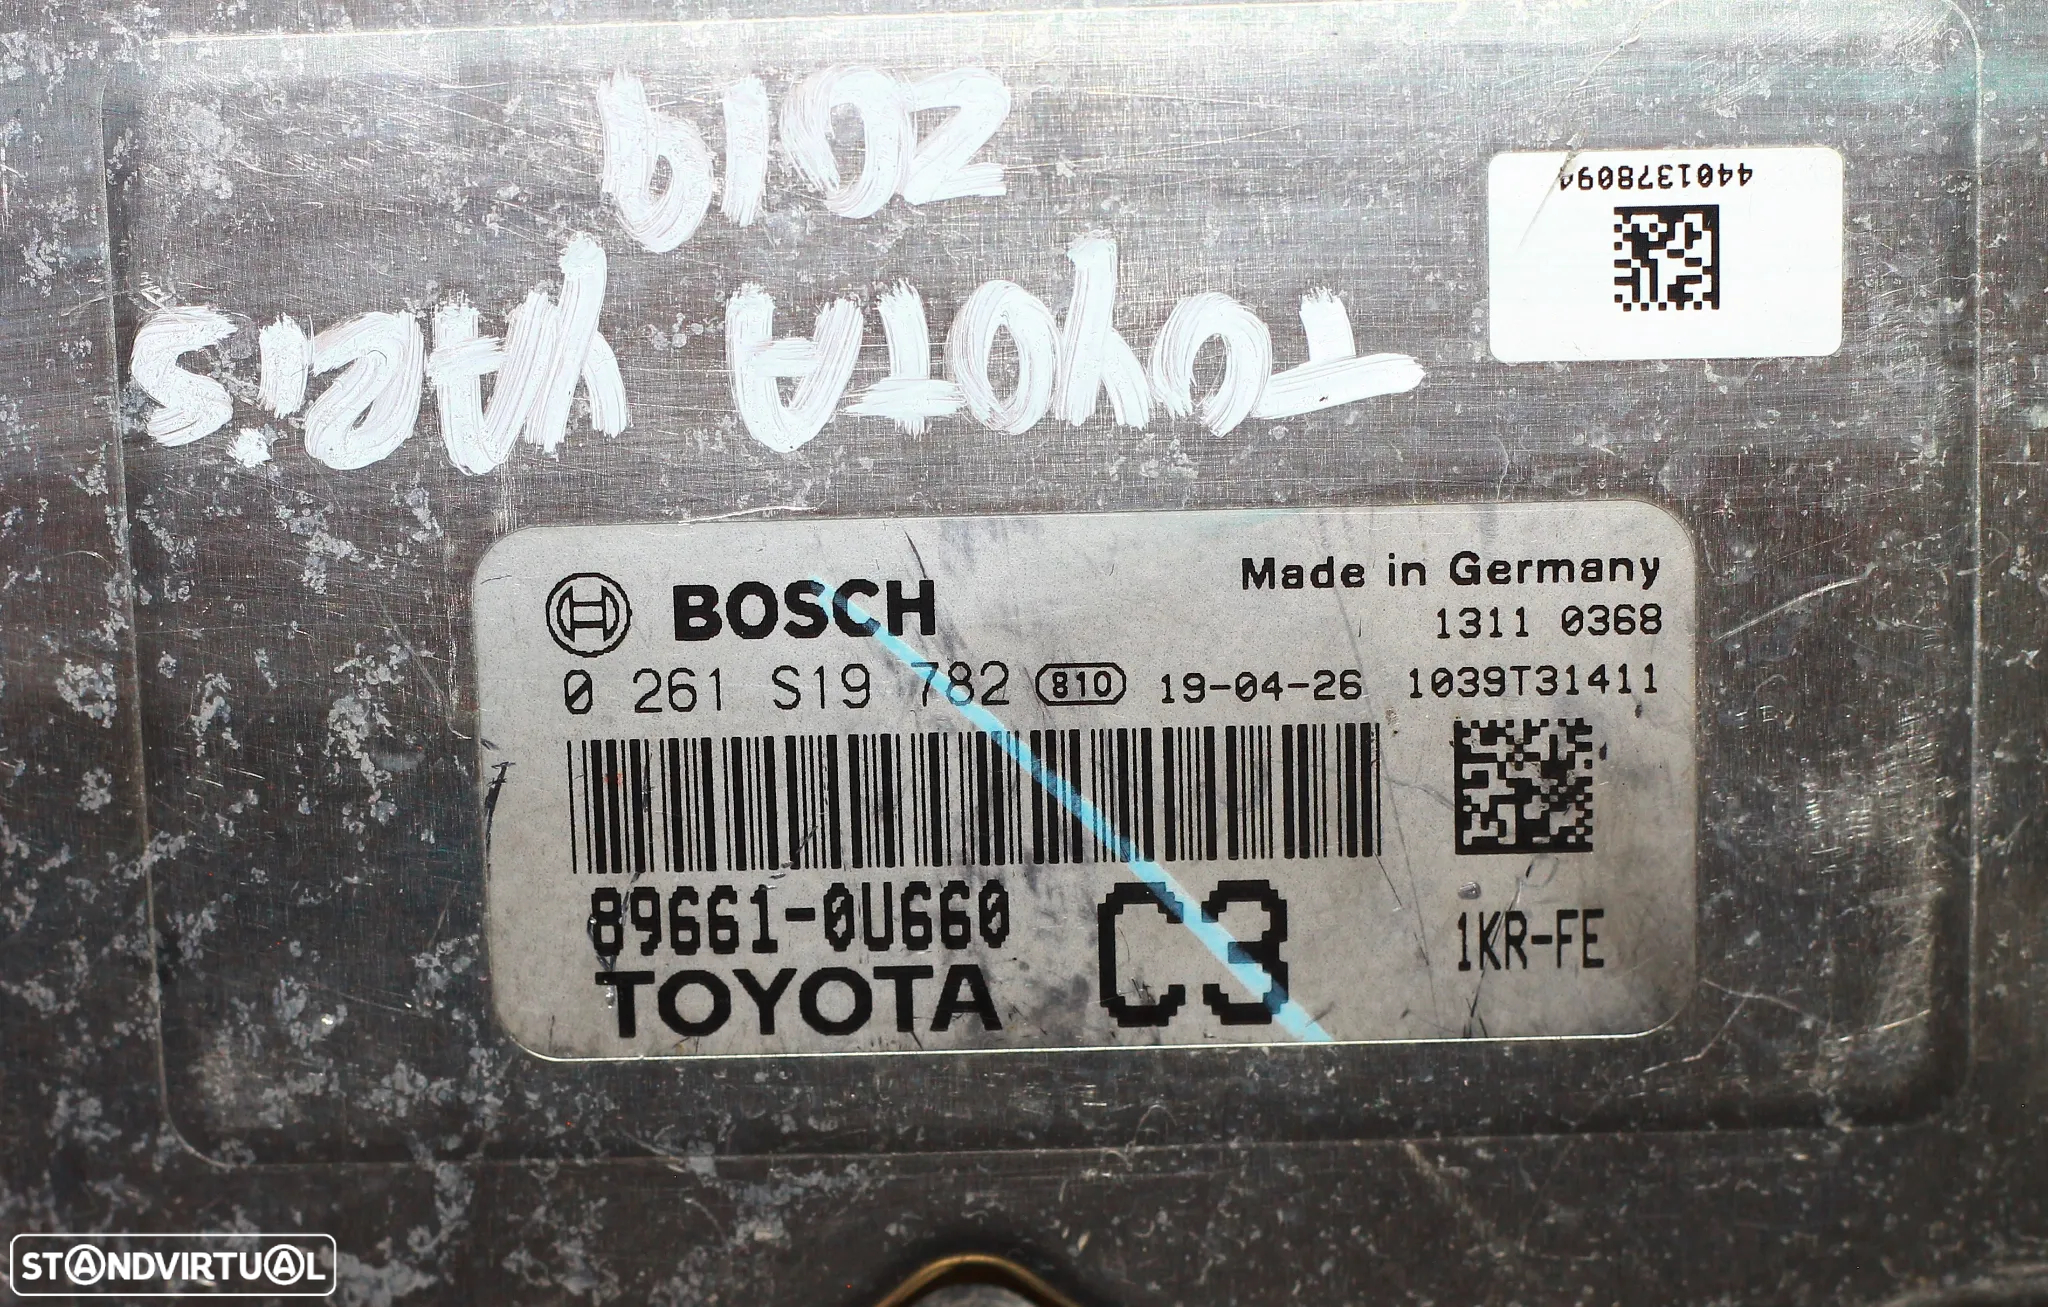 2019
TOYOTA YARiS
4401378094
BOSCH
Made in Germany
1311 0368
0 261 S19 782 810 19-04-26 1039T31411
89661-0U660
TOYOTA
C3
1KR-FE
STANDVIRTUAL